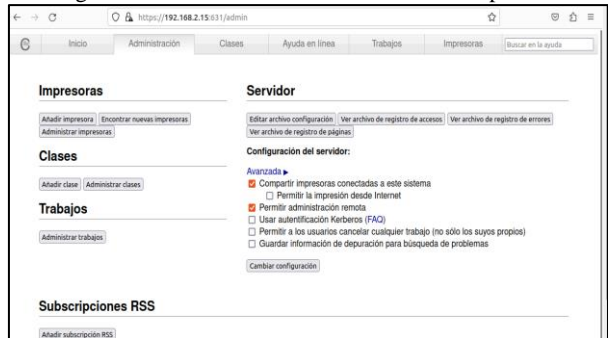 https://192.168.2.15:631/admin
Inicio Administración Clases Ayuda en línea Trabajos Impresoras Buscar en la ayuda
Impresoras
Añadir impresora Encontrar nuevas impresoras
Administrar impresoras
Clases
Añadir clase Administrar clases
Trabajos
Administrar trabajos
Servidor
Editar archivo configuración Ver archivo de registro de accesos Ver archivo de registro de errores
Ver archivo de registro de páginas
Configuración del servidor:
Avanzada ▶
Compartir impresoras conectadas a este sistema
Permitir la impresión desde Internet
Permitir administración remota
Usar autentificación Kerberos (FAQ)
Permitir a los usuarios cancelar cualquier trabajo (no sólo los suyos propios)
Guardar información de depuración para búsqueda de problemas
Cambiar configuración
Subscripciones RSS
Añadir subscripción RSS